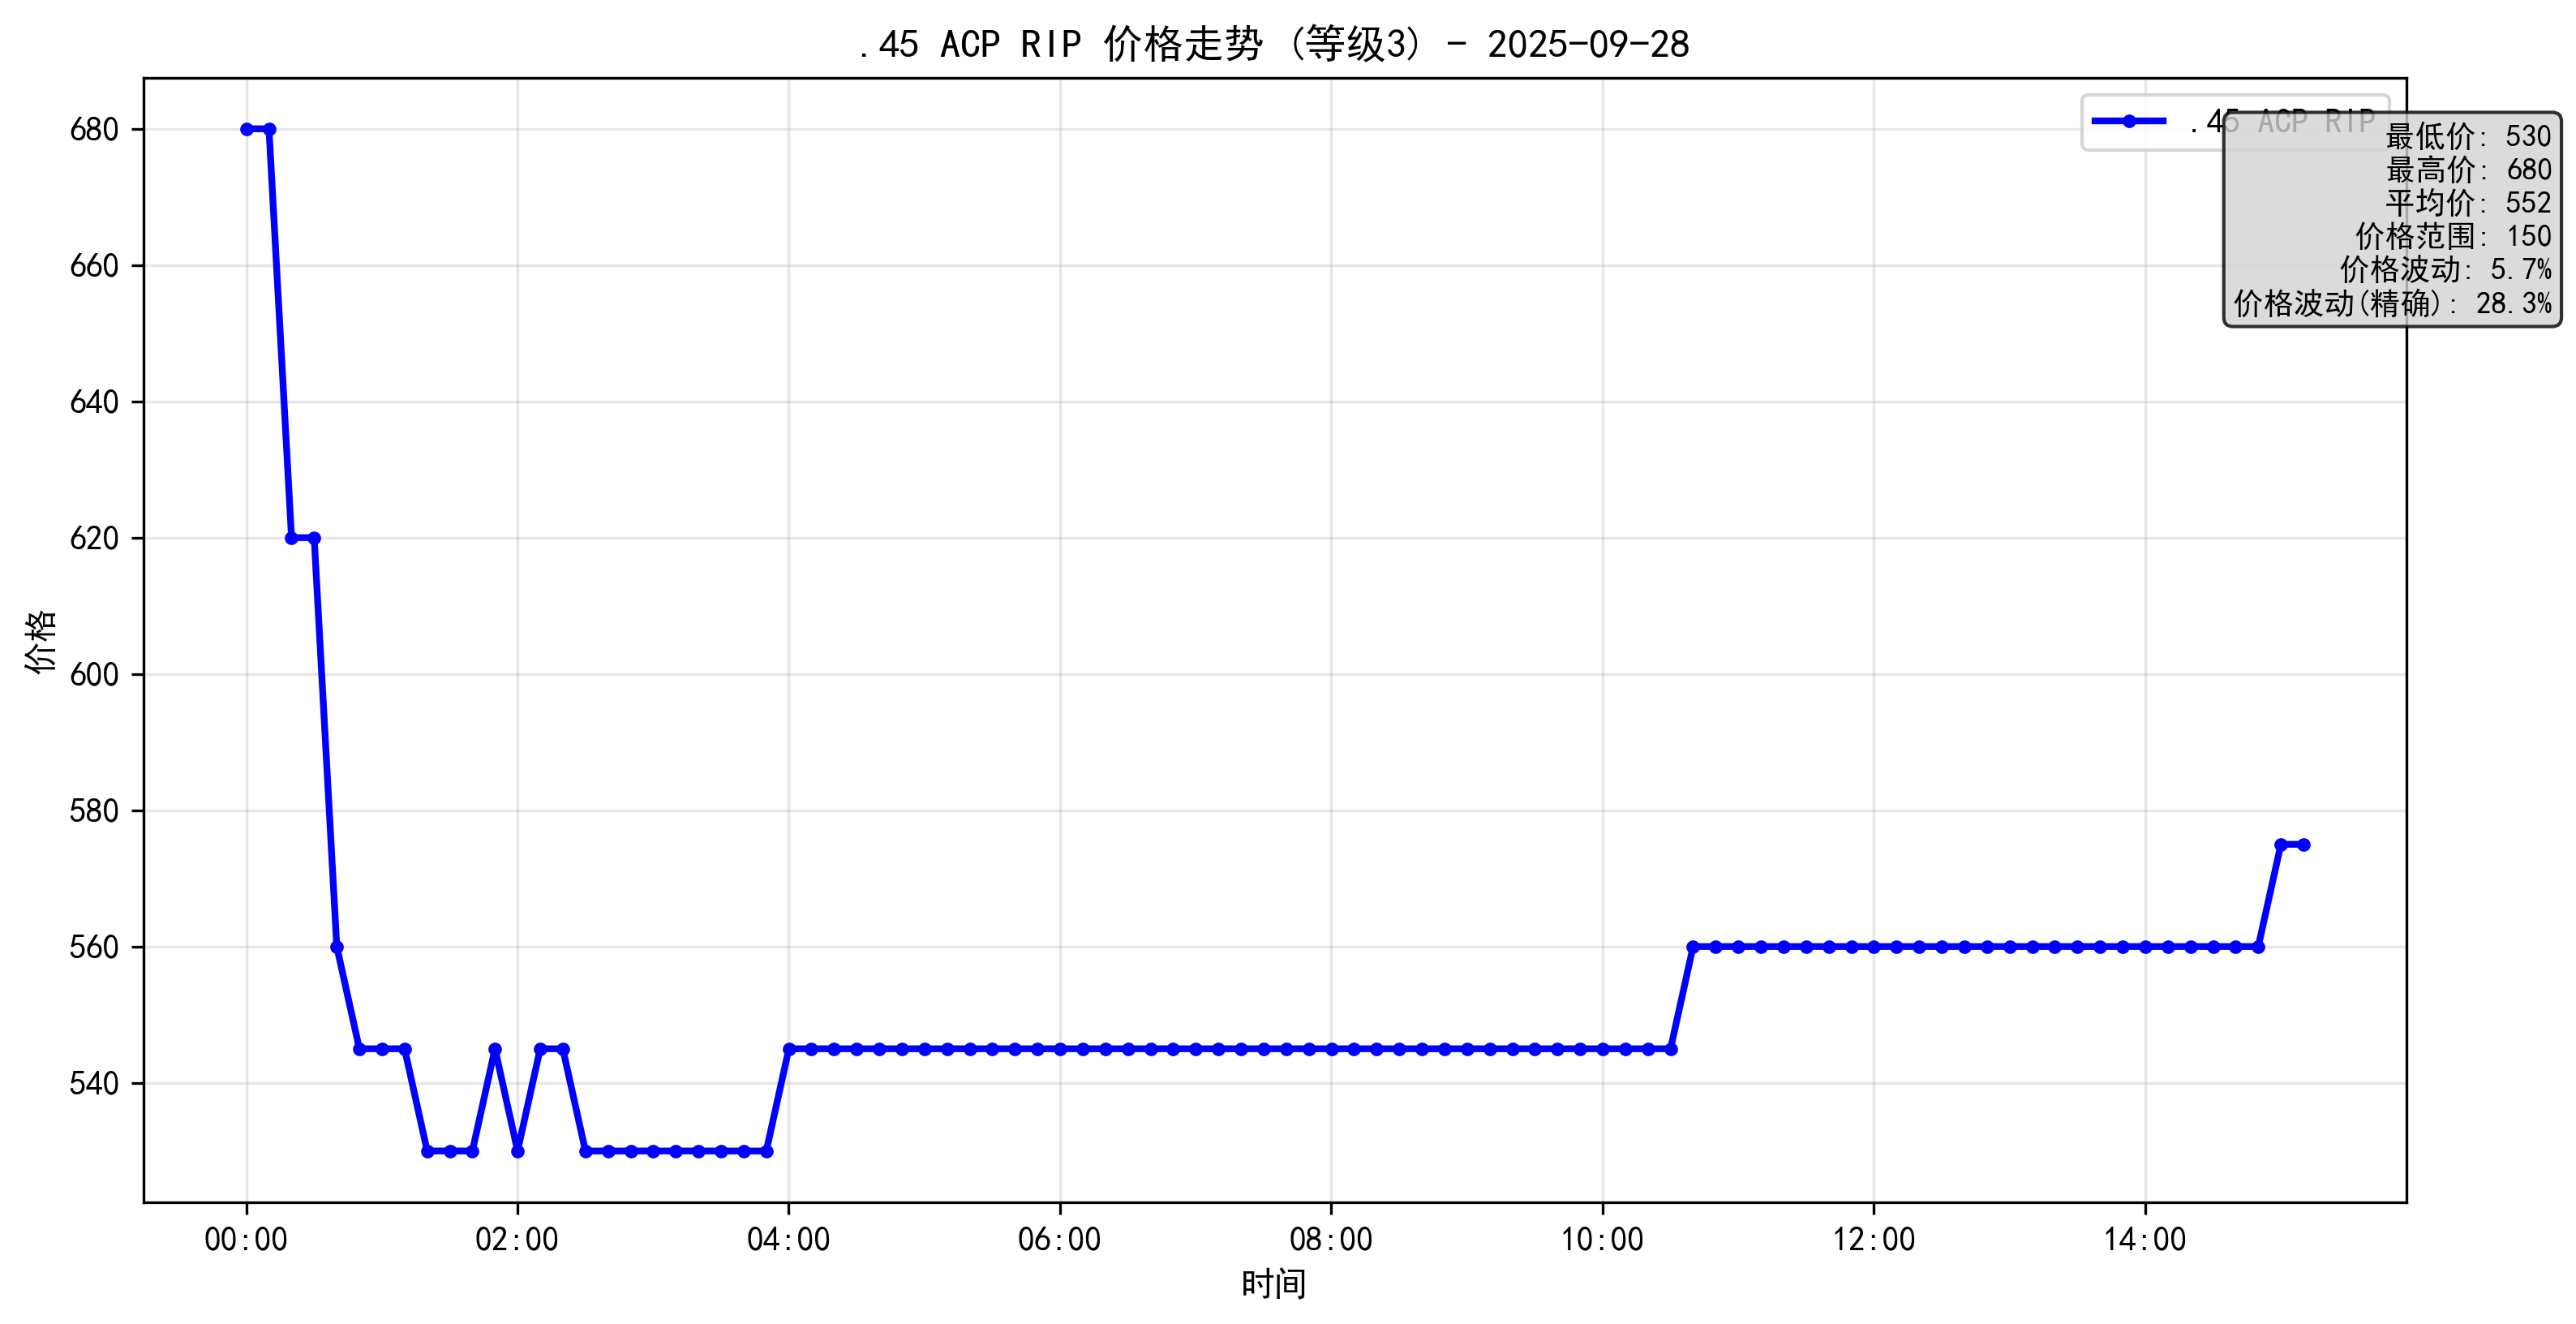 .45 ACP RIP 价格走势 (等级3) - 2025-09-28
.45 ACP RIP
最低价: 530
最高价: 680
平均价: 552
价格范围: 150
价格波动: 5.7%
价格波动(精确): 28.3%
680
660
640
620
600
580
560
540
价格
00:00 02:00 04:00 06:00 08:00 10:00 12:00 14:00
时间